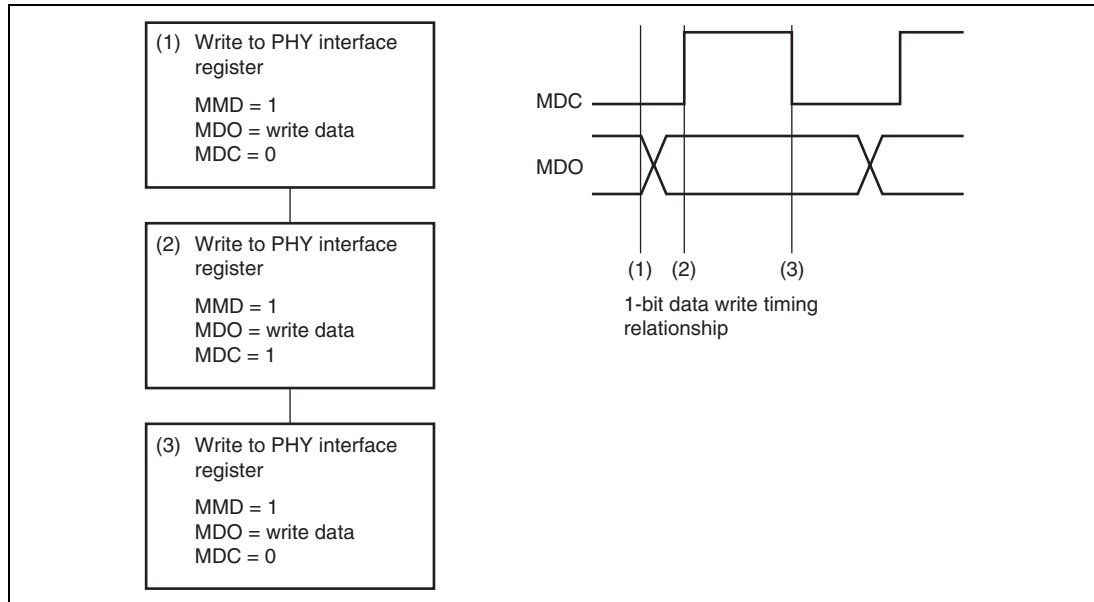 (1) Write to PHY interface
register
MMD = 1
MDO = write data
MDC = 0
(2) Write to PHY interface
register
MMD = 1
MDO = write data
MDC = 1
(3) Write to PHY interface
register
MMD = 1
MDO = write data
MDC = 0
MDC
MDO
(1) (2) (3)
1-bit data write timing
relationship